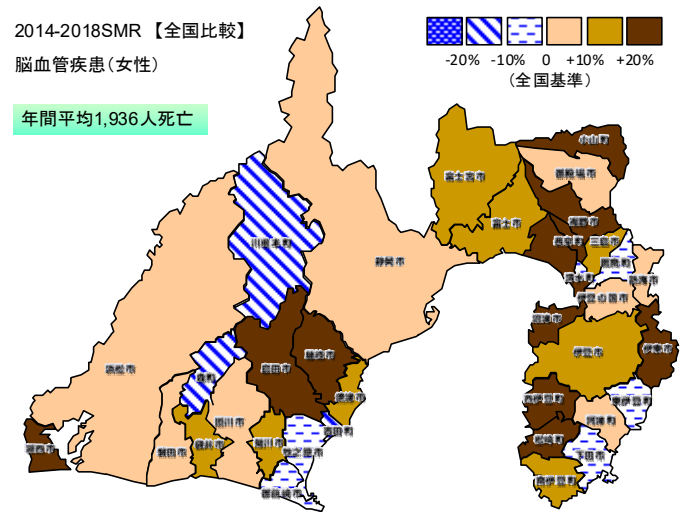 2014-2018SMR 【全国比較】
脳血管疾患(女性)
年間平均1,936人死亡
-20% -10% 0 +10% +20%
(全国基準)
小山町
御殿場市
富士宮市
富士市
裾野市
長泉町
三島市
函南町
清水町
熱海市
伊豆の国市
沼津市
伊豆市
伊東市
西伊豆町
東伊豆町
河津町
松崎町
下田市
南伊豆町
川根本町
静岡市
浜松市
島田市
藤枝市
焼津市
森町
掛川市
吉田町
湖西市
磐田市
袋井市
菊川市
牧之原市
御前崎市